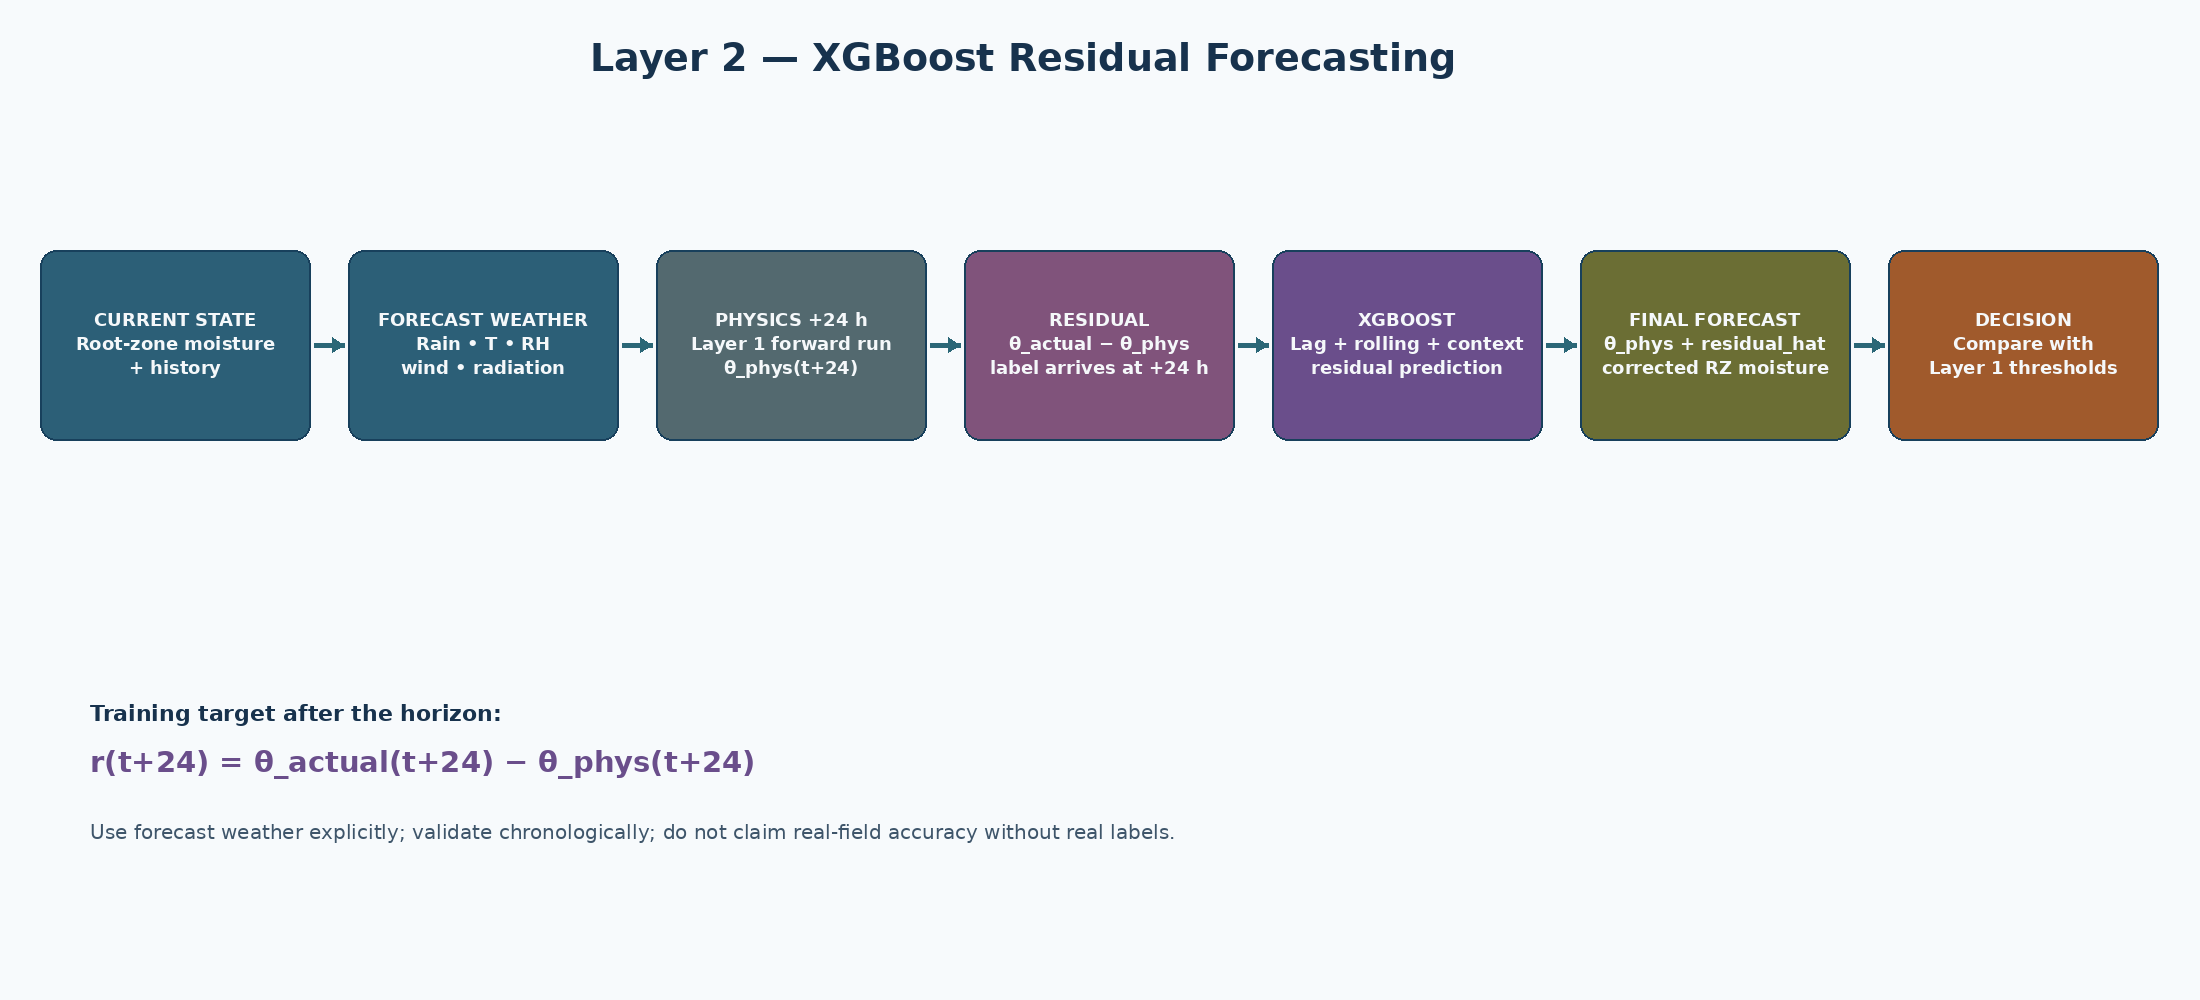 Layer 2 — XGBoost Residual Forecasting
CURRENT STATE
Root-zone moisture
+ history
FORECAST WEATHER
Rain • T • RH
wind • radiation
PHYSICS +24 h
Layer 1 forward run
θ_phys(t+24)
RESIDUAL
θ_actual − θ_phys
label arrives at +24 h
XGBOOST
Lag + rolling + context
residual prediction
FINAL FORECAST
θ_phys + residual_hat
corrected RZ moisture
DECISION
Compare with
Layer 1 thresholds
Training target after the horizon:
r(t+24) = θ_actual(t+24) − θ_phys(t+24)
Use forecast weather explicitly; validate chronologically; do not claim real-field accuracy without real labels.